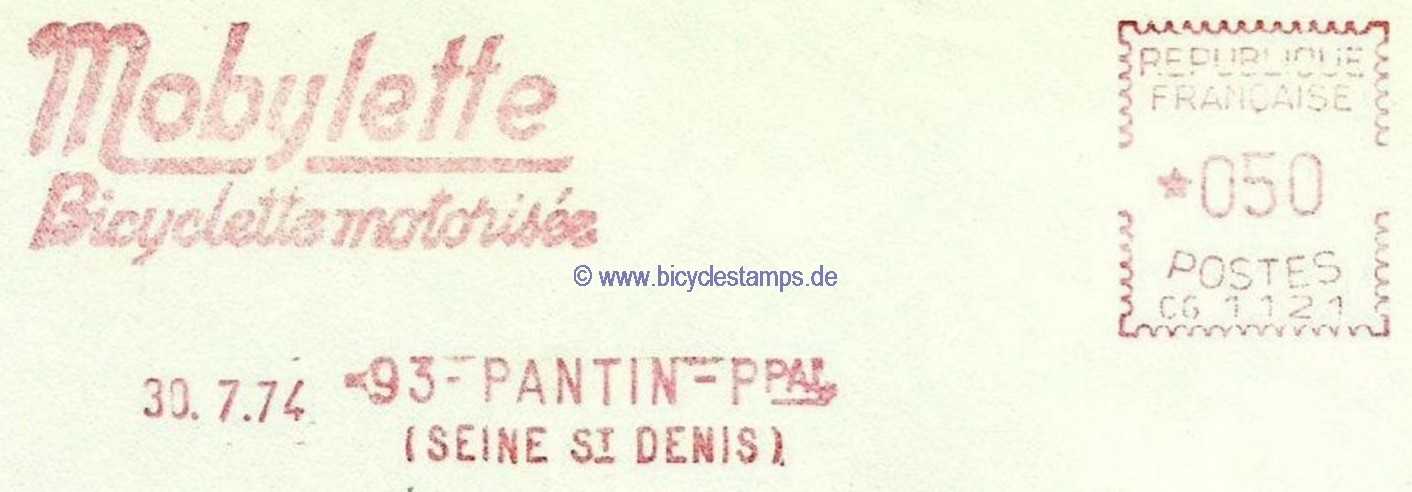 Mobylette
Bicyclette motorisée
REPUBLIQUE
FRANÇAISE
*050
POSTES
CG 1121
© www.bicyclestamps.de
30.7.74
93-PANTIN-PPAL
(SEINE ST DENIS)